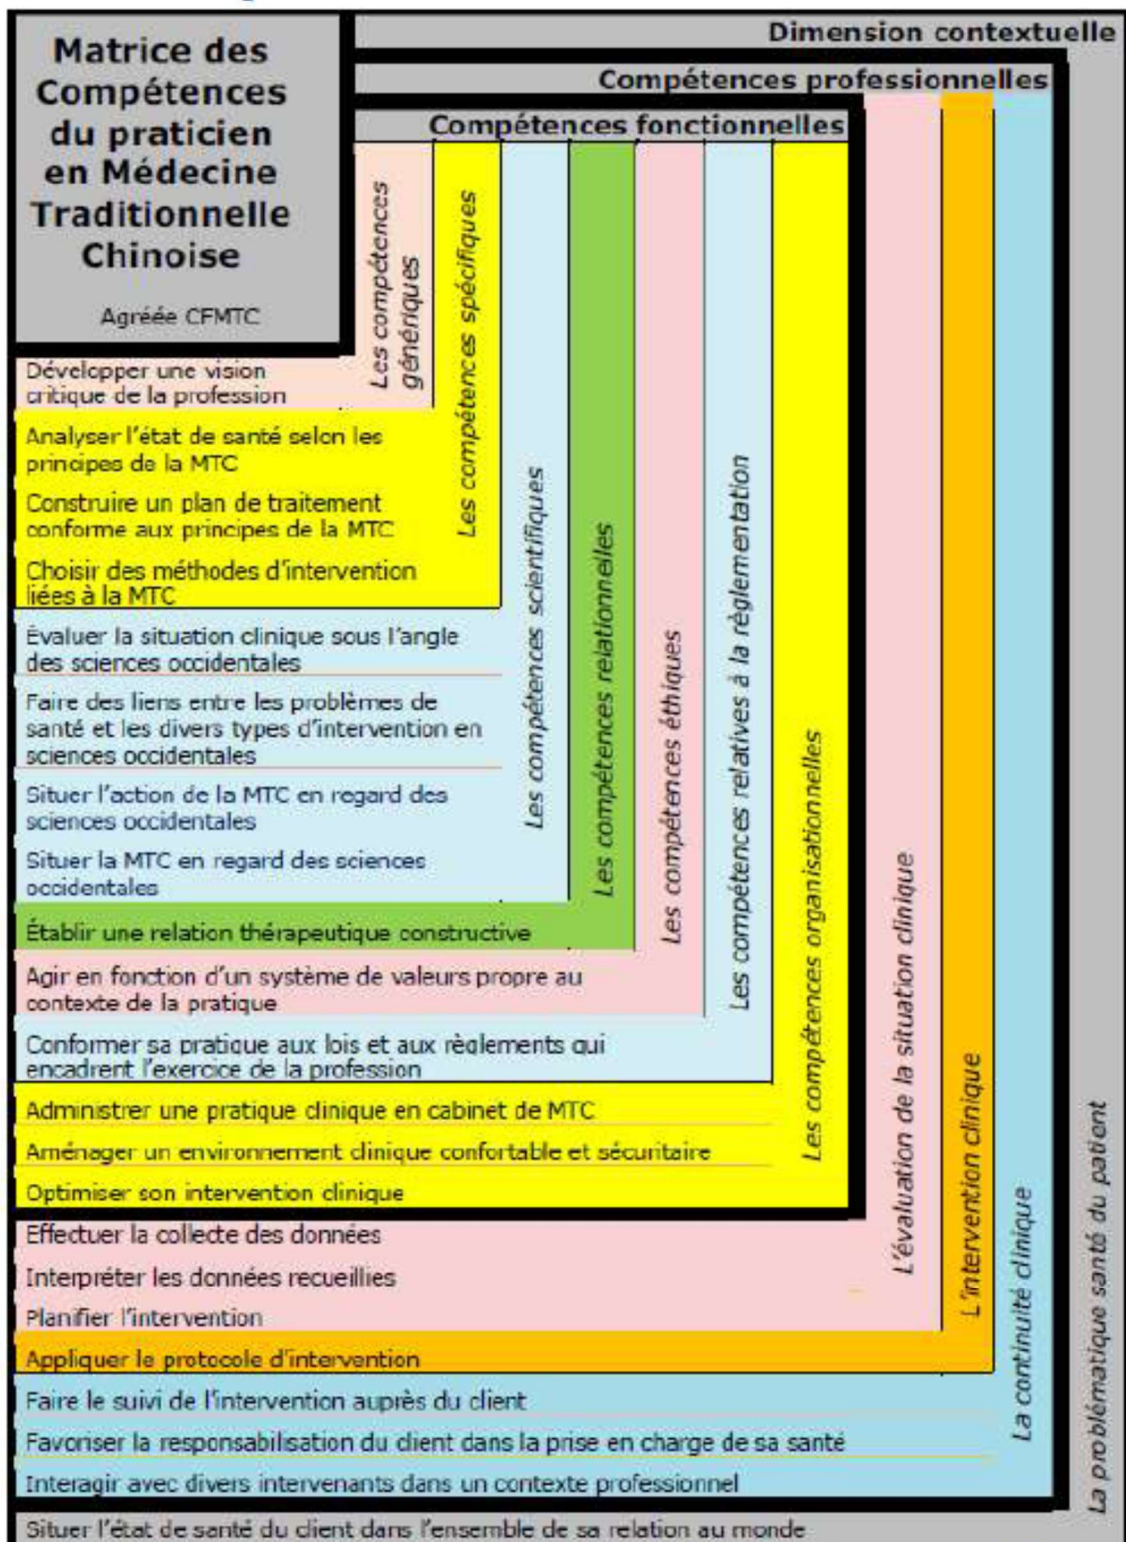 Matrice des
Compétences
du praticien
en Médecine
Traditionnelle
Chinoise
Agréée CFMTC
Dimension contextuelle
Compétences professionnelles
Compétences fonctionnelles
Les compétences
génériques
Les compétences spécifiques
Les compétences scientifiques
Les compétences relationnelles
Les compétences éthiques
Les compétences relatives à la règlementation
Les compétences organisationnelles
L'évaluation de la situation clinique
L'intervention clinique
La continuité clinique
La problématique santé du patient
Développer une vision
critique de la profession
Analyser l'état de santé selon les
principes de la MTC
Construire un plan de traitement
conforme aux principes de la MTC
Choisir des méthodes d'intervention
liées à la MTC
Évaluer la situation clinique sous l'angle
des sciences occidentales
Faire des liens entre les problèmes de
santé et les divers types d'intervention en
sciences occidentales
Situer l'action de la MTC en regard des
sciences occidentales
Situer la MTC en regard des sciences
occidentales
Établir une relation thérapeutique constructive
Agir en fonction d'un système de valeurs propre au
contexte de la pratique
Conformer sa pratique aux lois et aux règlements qui
encadrent l'exercice de la profession
Administrer une pratique clinique en cabinet de MTC
Aménager un environnement clinique confortable et sécuritaire
Optimiser son intervention clinique
Effectuer la collecte des données
Interpréter les données recueillies
Planifier l'intervention
Appliquer le protocole d'intervention
Faire le suivi de l'intervention auprès du client
Favoriser la responsabilisation du client dans la prise en charge de sa santé
Interagir avec divers intervenants dans un contexte professionnel
Situer l'état de santé du client dans l'ensemble de sa relation au monde